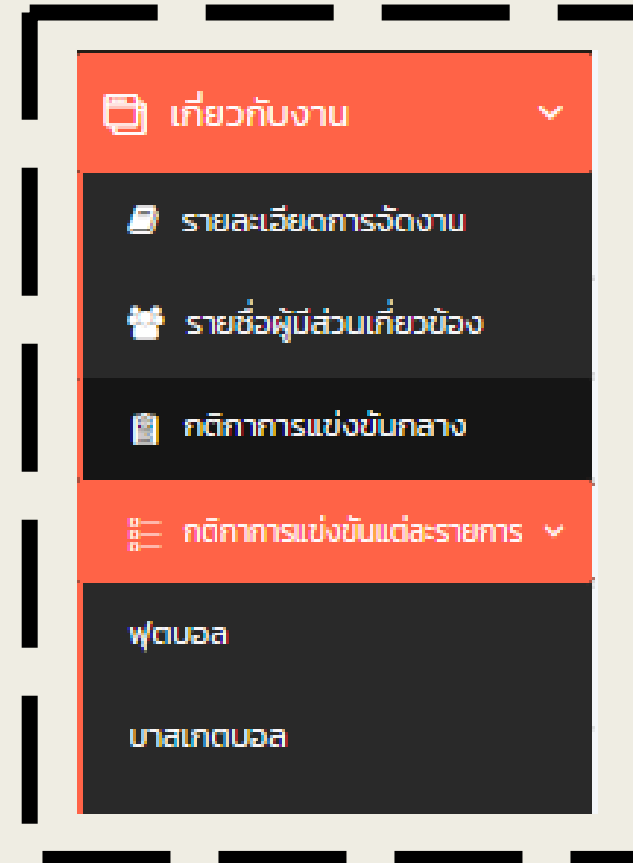 เกี่ยวกับงาน
รายละเอียดการจัดงาน
รายชื่อผู้มีส่วนเกี่ยวข้อง
กติกาการแข่งขันกลาง
กติกาการแข่งขันแต่ละรายการ
ฟุตบอล
บาสเกตบอล